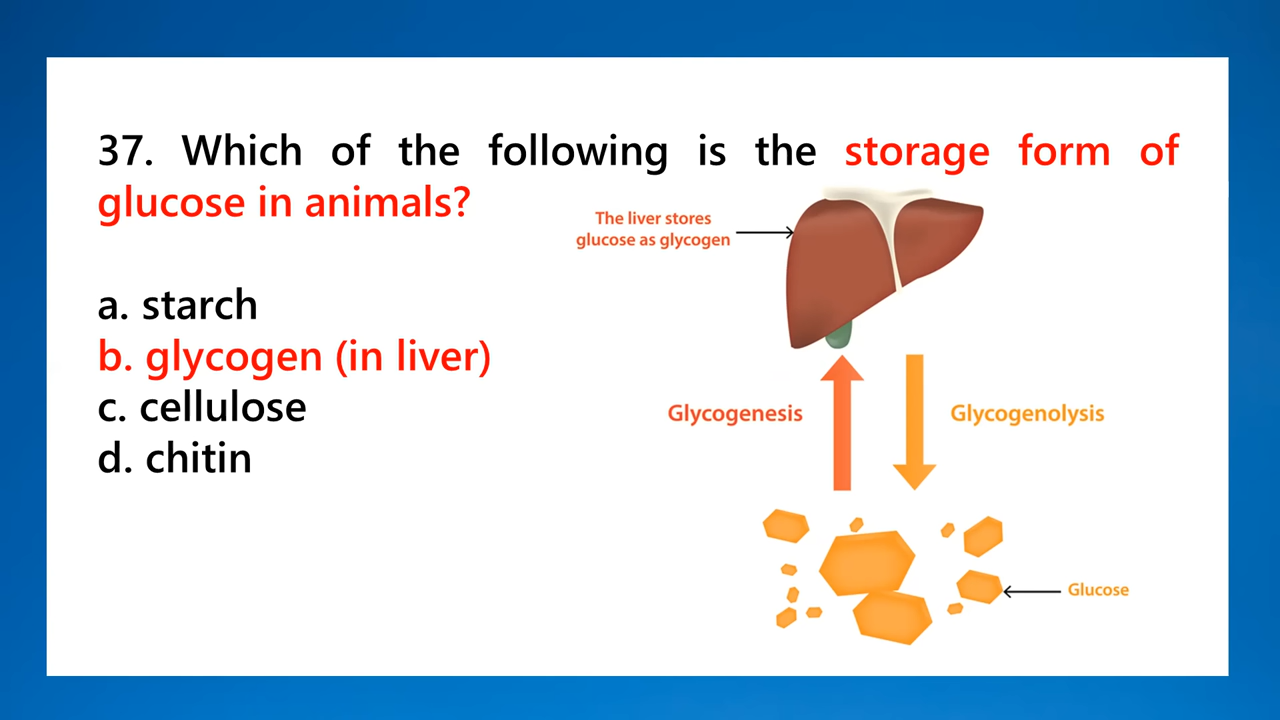 37. Which of the following is the storage form of
glucose in animals?
The liver stores
glucose as glycogen
a. starch
b. glycogen (in liver)
c. cellulose
d. chitin
Glycogenesis
Glycogenolysis
Glucose